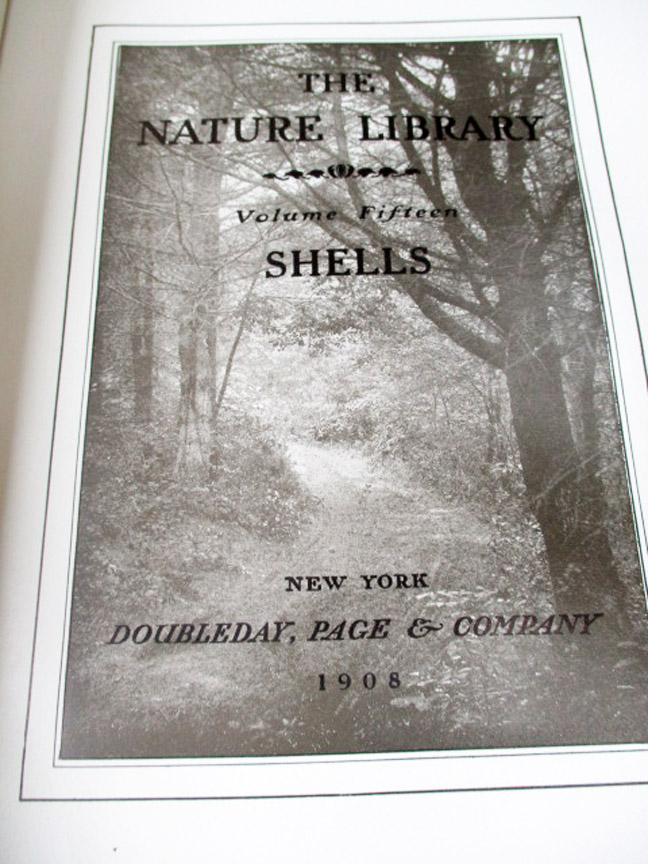 THE
NATURE LIBRARY
Volume Fifteen
SHELLS
NEW YORK
DOUBLEDAY, PAGE & COMPANY
1908